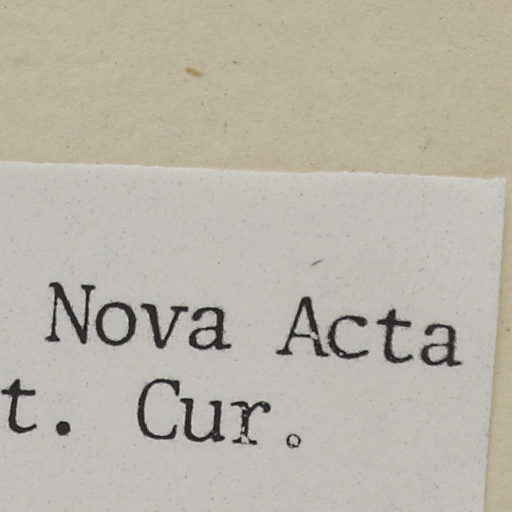 Nova Acta
t. Cur.